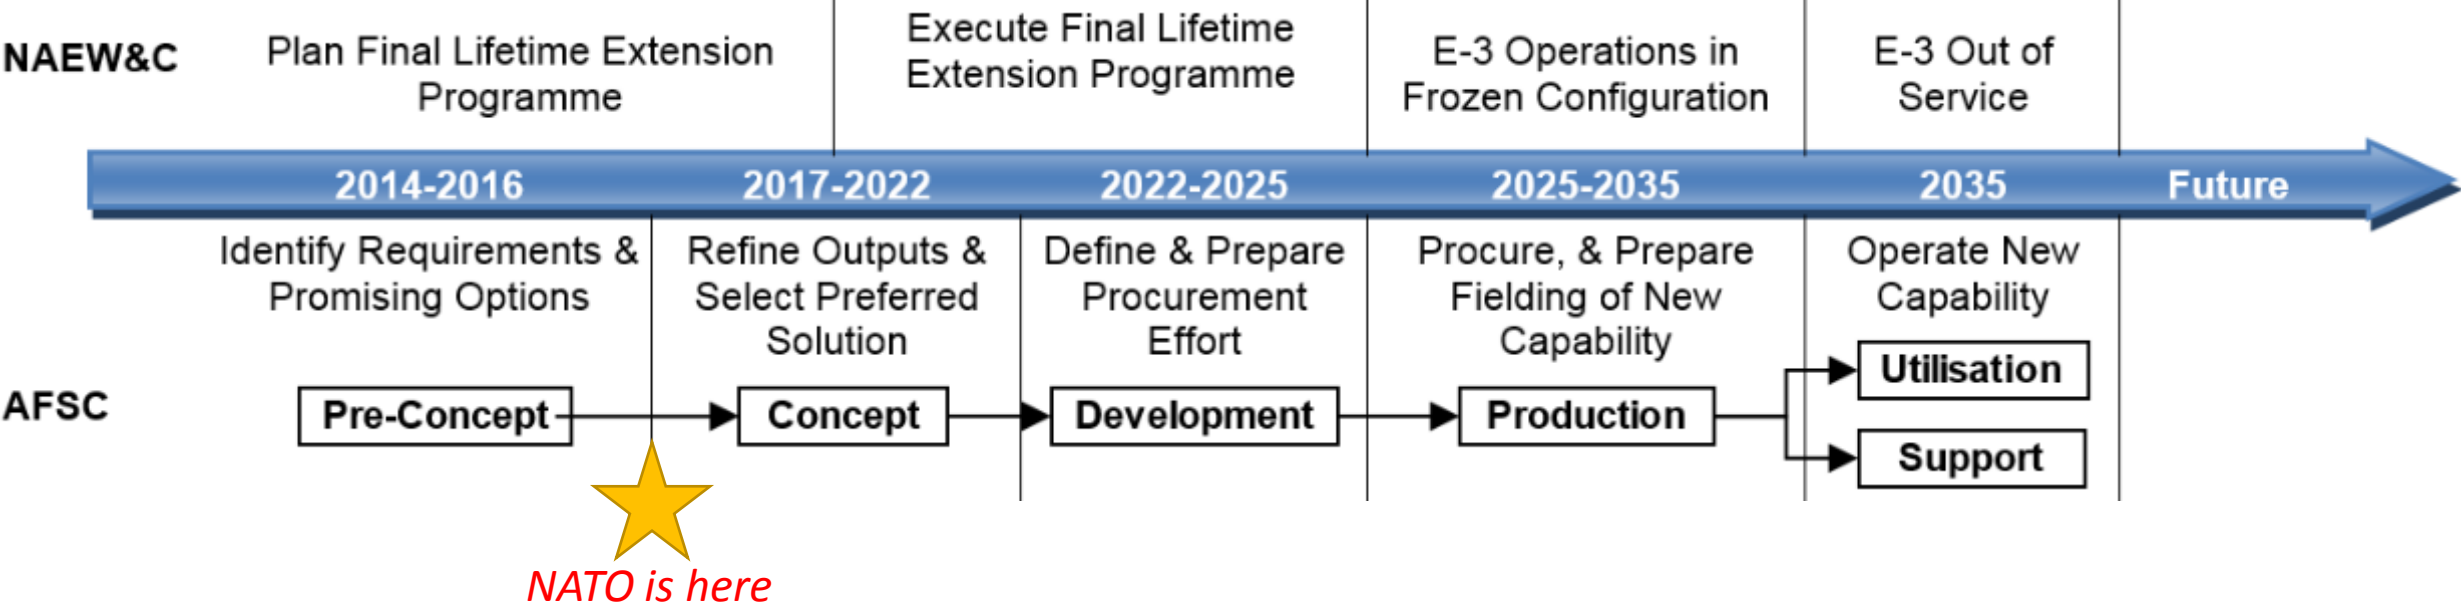 NAEW&C
Plan Final Lifetime Extension
Programme
Execute Final Lifetime
Extension Programme
E-3 Operations in
Frozen Configuration
E-3 Out of
Service
2014-2016
2017-2022
2022-2025
2025-2035
2035
Future
Identify Requirements &
Promising Options
Refine Outputs &
Select Preferred
Solution
Define & Prepare
Procurement
Effort
Procure, & Prepare
Fielding of New
Capability
Operate New
Capability
AFSC
Pre-Concept
Concept
Development
Production
Utilisation
Support
NATO is here